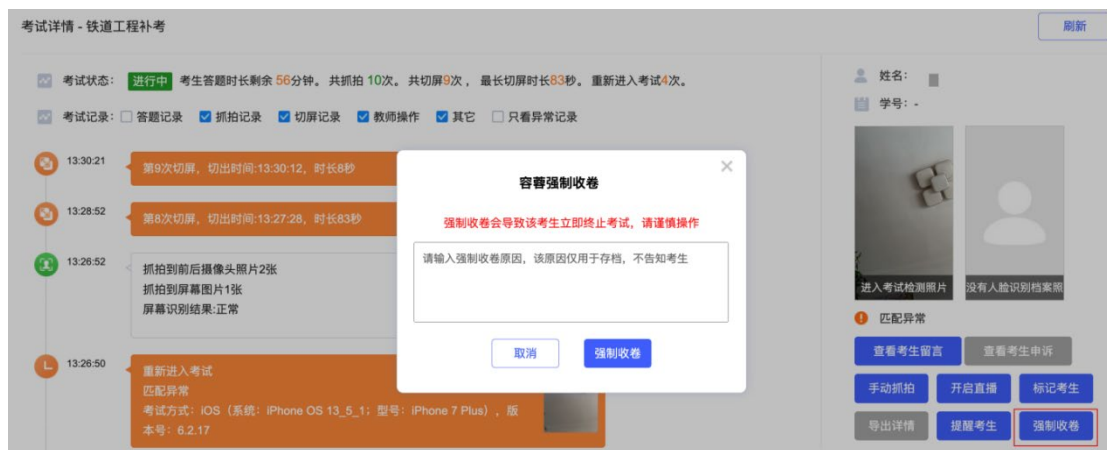 考试详情 - 铁道工程补考
刷新
考试状态： 进行中 考生答题时长剩余 56分钟。 共抓拍 10次。 共切屏9次 ， 最长切屏时长83秒。重新进入考试4次。
考试记录： 答题记录 抓拍记录 切屏记录 教师操作 其它 只看异常记录
13:30:21
第9次切屏，切出时间:13:30:12，时长8秒
13:28:52
第8次切屏，切出时间:13:27:28，时长83秒
13:26:52
抓拍到前后摄像头照片2张
抓拍到屏幕图片1张
屏幕识别结果:正常
13:26:50
重新进入考试
匹配异常
考试方式：iOS（系统：iPhone OS 13_5_1；型号：iPhone 7 Plus），版
本号：6.2.17
容蓉强制收卷
强制收卷会导致该考生立即终止考试，请谨慎操作
请输入强制收卷原因，该原因仅用于存档，不告知考生
取消
强制收卷
姓名：
学号：-
进入考试检测照片
没有人脸识别档案照
匹配异常
查看考生留言 查看考生申诉
手动抓拍 开启直播 标记考生
导出详情 提醒考生 强制收卷